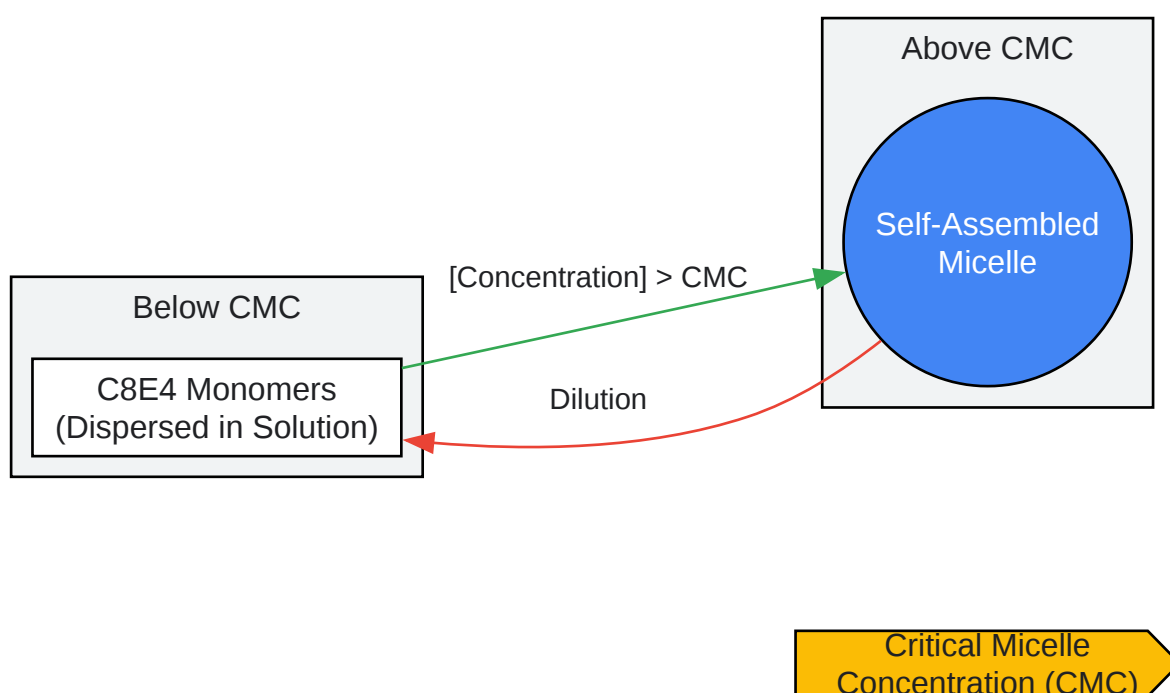 Above CMC
Self-Assembled
Micelle
[Concentration] > CMC
Below CMC
C8E4 Monomers
(Dispersed in Solution)
Dilution
Critical Micelle
Concentration (CMC)